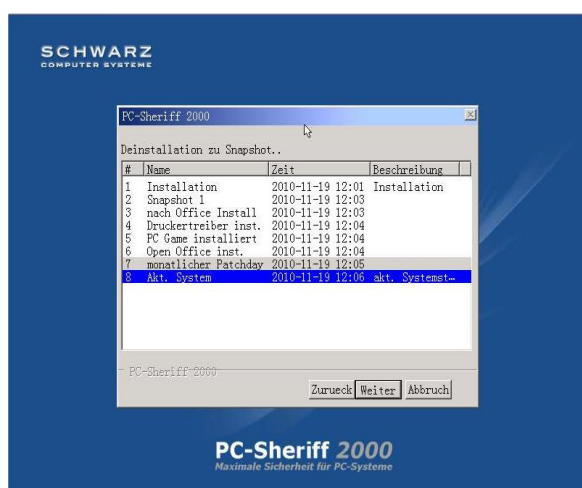 SCHWARZ
COMPUTER SYSTEME
PC-Sheriff 2000
Deinstallation zu Snapshot..
# Name Zeit Beschreibung
1 Installation 2010-11-19 12:01 Installation
2 Snapshot 1 2010-11-19 12:03
3 nach Office Install 2010-11-19 12:03
4 Druckertreiber inst. 2010-11-19 12:04
5 PC Game installiert 2010-11-19 12:04
6 Open Office inst. 2010-11-19 12:04
7 monatlicher Patchday 2010-11-19 12:05
8 Akt. System 2010-11-19 12:06 akt. Systemst…
PC-Sheriff 2000
Zurueck Weiter Abbruch
PC-Sheriff 2000
Maximale Sicherheit für PC-Systeme